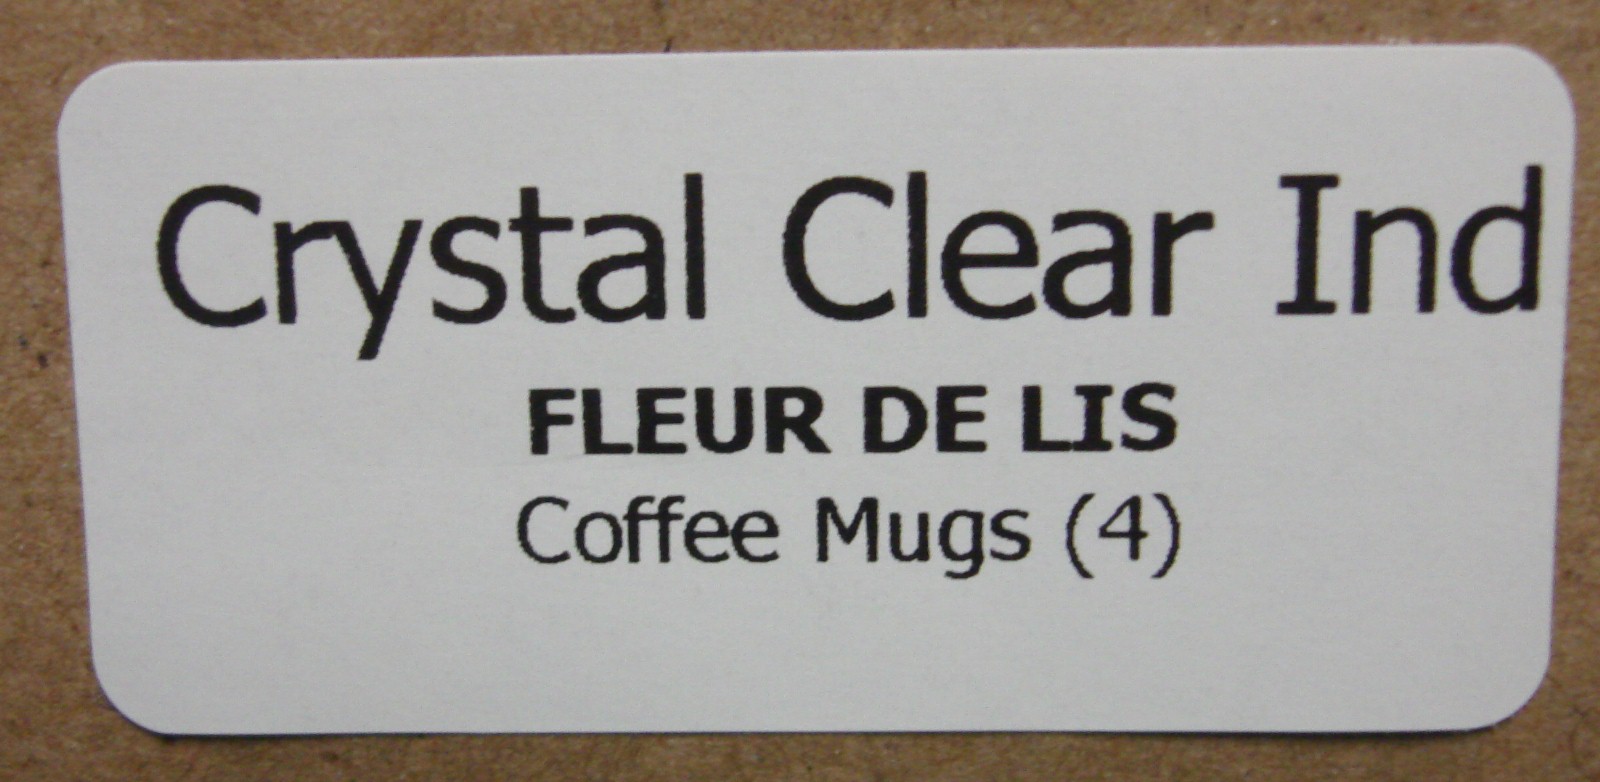 Crystal Clear Ind
FLEUR DE LIS
Coffee Mugs (4)